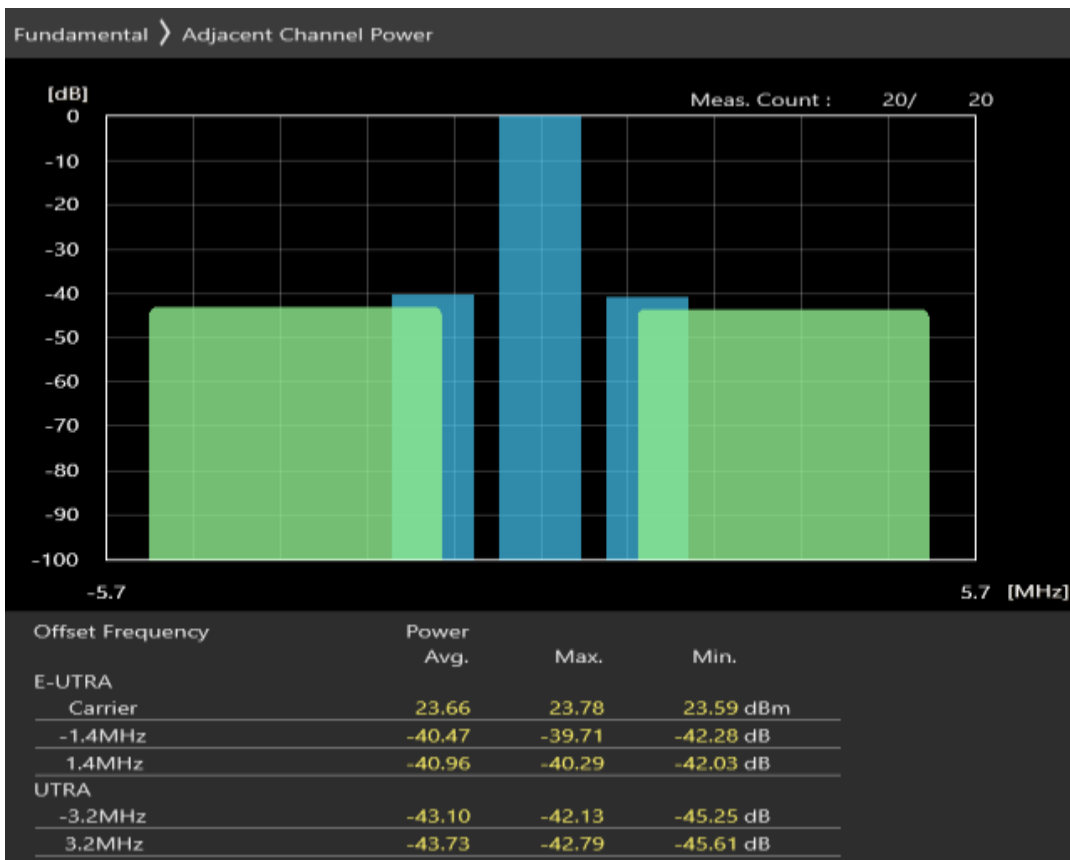 Fundamental 〉 Adjacent Channel Power
[dB]
Meas. Count : 20/ 20
0
-10
-20
-30
-40
-50
-60
-70
-80
-90
-100
-5.7 5.7 [MHz]
Offset Frequency Power
Avg. Max. Min.
E-UTRA
Carrier 23.66 23.78 23.59 dBm
-1.4MHz -40.47 -39.71 -42.28 dB
1.4MHz -40.96 -40.29 -42.03 dB
UTRA
-3.2MHz -43.10 -42.13 -45.25 dB
3.2MHz -43.73 -42.79 -45.61 dB